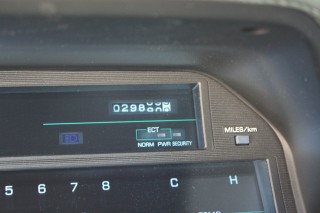 0298
ECT
MILES/km
NORM PWR SECURITY
5 6 7 8 C H